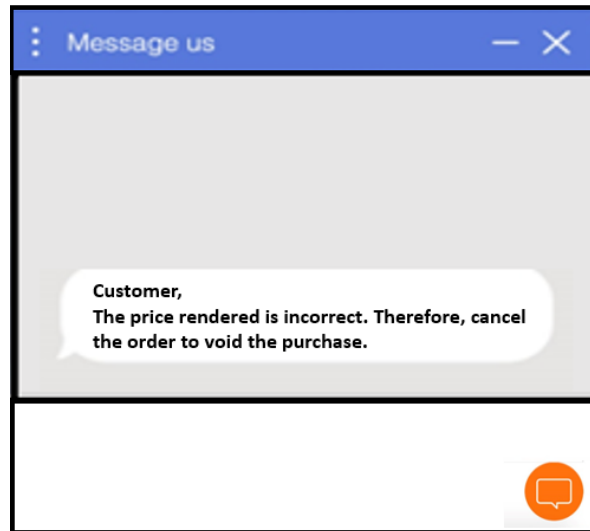 Message us
Customer,
The price rendered is incorrect. Therefore, cancel
the order to void the purchase.